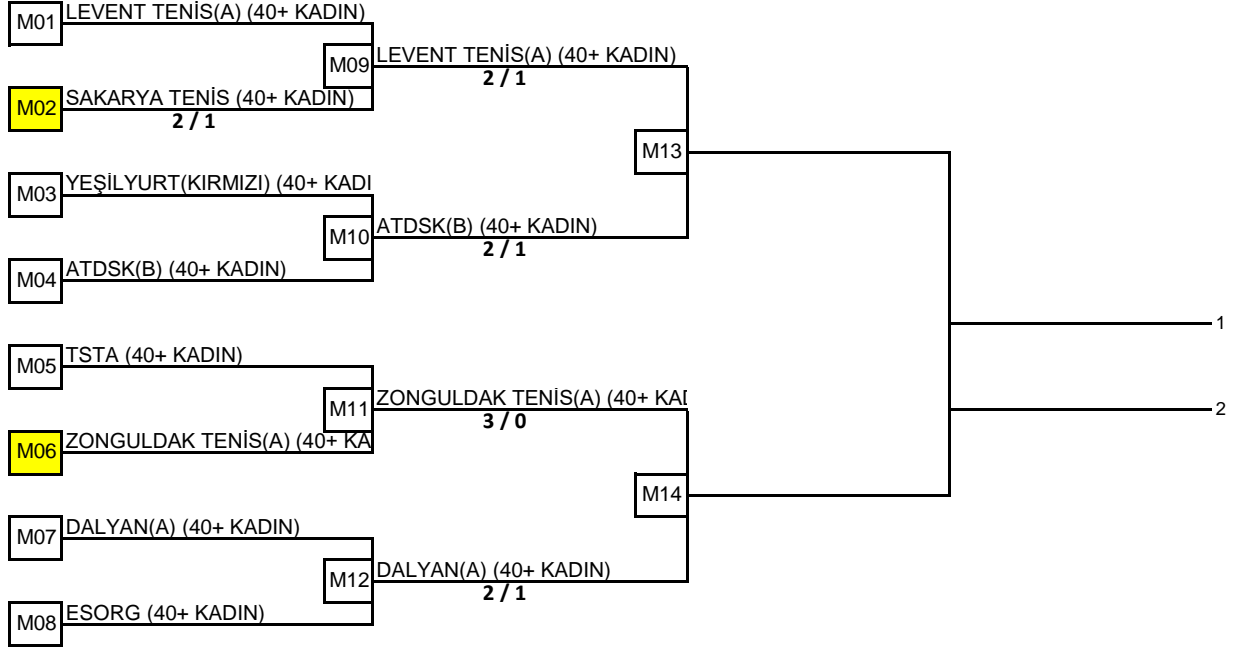 M01 LEVENT TENİS(A) (40+ KADIN)
M09 LEVENT TENİS(A) (40+ KADIN)
2 / 1
M02 SAKARYA TENİS (40+ KADIN)
2 / 1
M13
M03 YEŞİLYURT(KIRMIZI) (40+ KADI
M10 ATDSK(B) (40+ KADIN)
2 / 1
M04 ATDSK(B) (40+ KADIN)
1
M05 TSTA (40+ KADIN)
M11 ZONGULDAK TENİS(A) (40+ KAD
3 / 0
2
M06 ZONGULDAK TENİS(A) (40+ KA
M14
M07 DALYAN(A) (40+ KADIN)
M12 DALYAN(A) (40+ KADIN)
2 / 1
M08 ESORG (40+ KADIN)